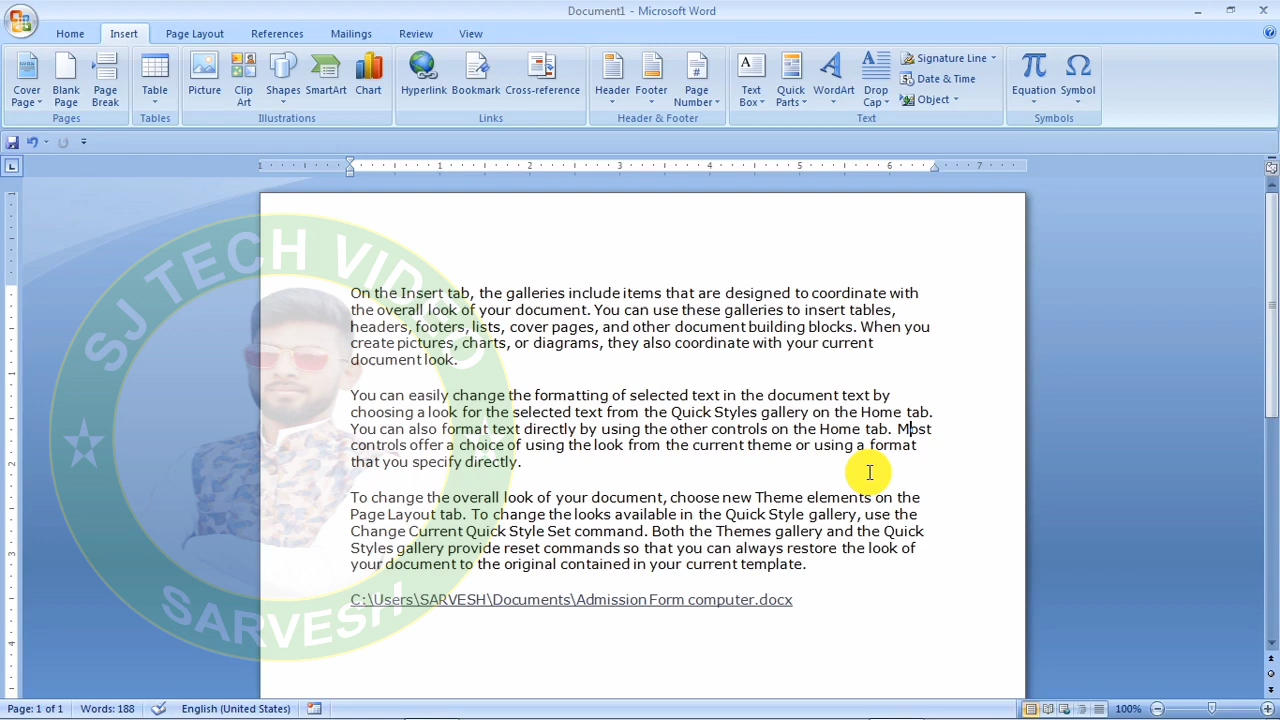 Document1 - Microsoft Word
Home Insert Page Layout References Mailings Review View
Cover Page Blank Page Page Break Table Picture Clip Art Shapes SmartArt Chart Hyperlink Bookmark Cross-reference Header Footer Page Number Text Box Quick Parts WordArt Drop Cap Signature Line Date & Time Object Equation Symbol
Pages Tables Illustrations Links Header & Footer Text Symbols
1 1 2 3 4 5 6 7
On the Insert tab, the galleries include items that are designed to coordinate with
the overall look of your document. You can use these galleries to insert tables,
headers, footers, lists, cover pages, and other document building blocks. When you
create pictures, charts, or diagrams, they also coordinate with your current
document look.
You can easily change the formatting of selected text in the document text by
choosing a look for the selected text from the Quick Styles gallery on the Home tab.
You can also format text directly by using the other controls on the Home tab. Most
controls offer a choice of using the look from the current theme or using a format
that you specify directly.
To change the overall look of your document, choose new Theme elements on the
Page Layout tab. To change the looks available in the Quick Style gallery, use the
Change Current Quick Style Set command. Both the Themes gallery and the Quick
Styles gallery provide reset commands so that you can always restore the look of
your document to the original contained in your current template.
C:\Users\SARVESH\Documents\Admission Form computer.docx
SJ TECH VIDEO
SARVESH
Page: 1 of 1 Words: 188 English (United States) 100%